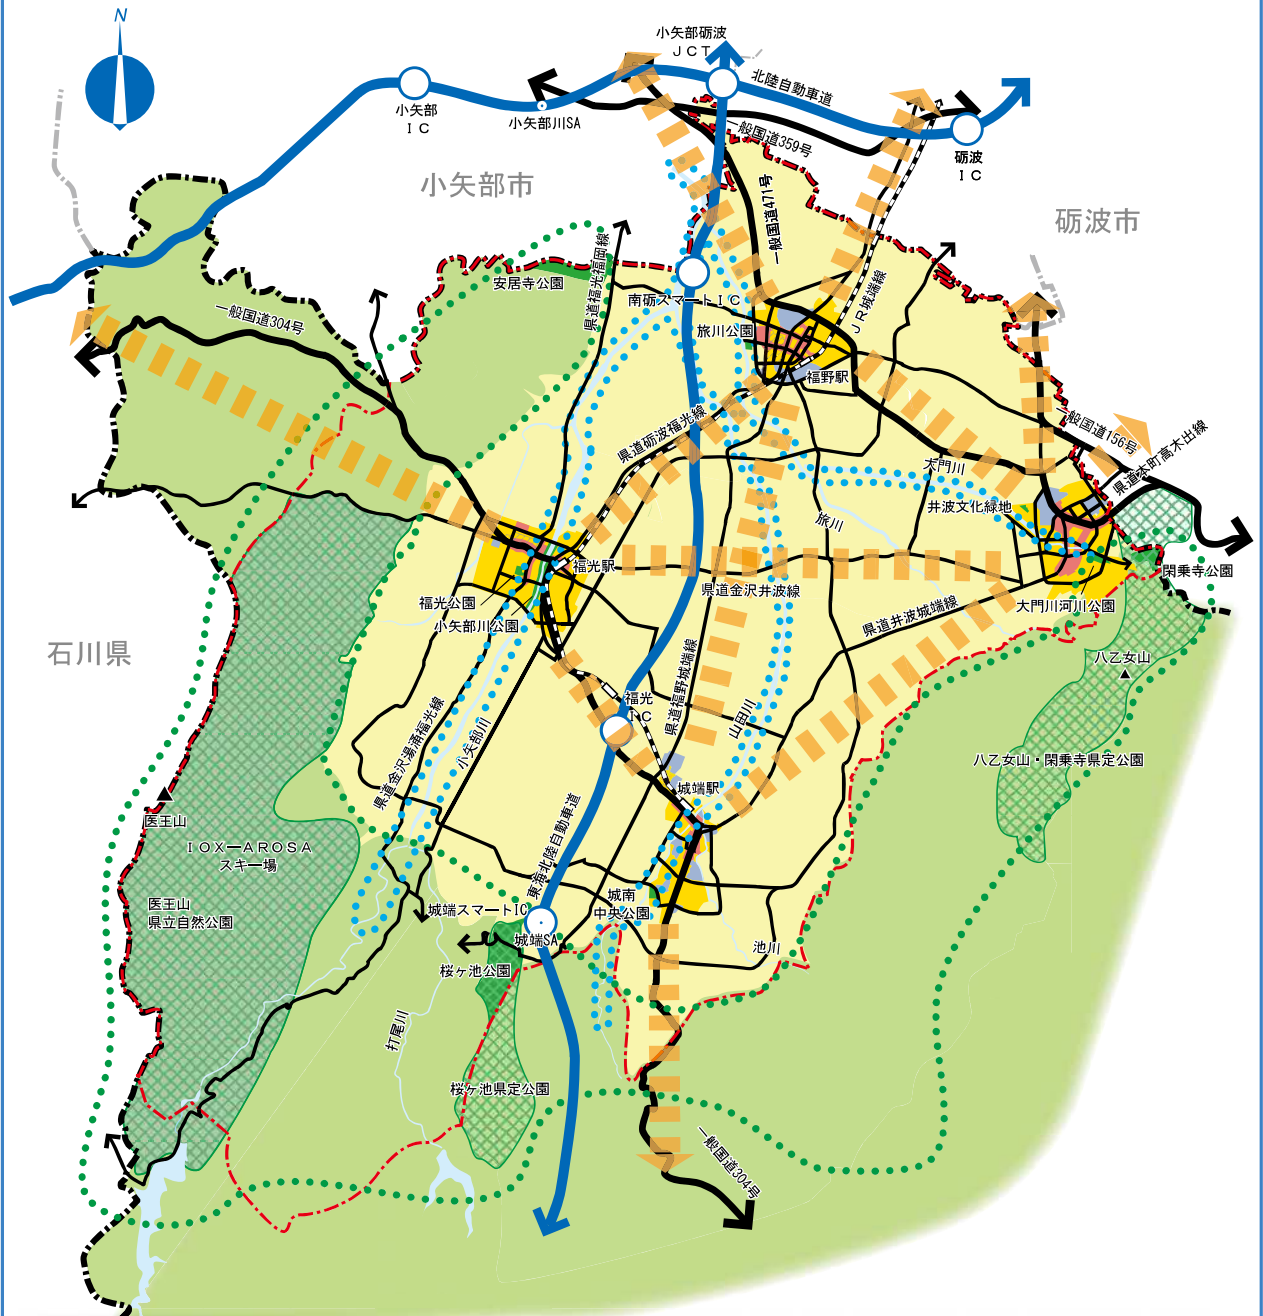 N
小矢部砺波
ＪＣＴ
北陸自動車道
小矢部
ＩＣ
小矢部川SA
一般国道359号
砺波
ＩＣ
小矢部市
砺波市
一般国道471号
県道福光福岡線
安居寺公園
南砺スマートＩＣ
ＪＲ城端線
一般国道304号
旅川公園
福野駅
県道砺波福光線
一般国道156号
県道本町高木出線
大門川
井波文化緑地
旅川
福光駅
閑乗寺公園
県道金沢井波線
福光公園
小矢部川公園
大門川河川公園
県道井波城端線
石川県
八乙女山
福光
ＩＣ
県道福野城端線
山田川
県道金沢湯涌福光線
小矢部川
八乙女山・閑乗寺県定公園
城端駅
医王山
ＩＯＸ－ＡＲＯＳＡ
スキー場
東海北陸自動車道
医王山
県立自然公園
城南
中央公園
城端スマートIC
城端SA
池川
桜ヶ池公園
打尾川
桜ヶ池県定公園
一般国道304号